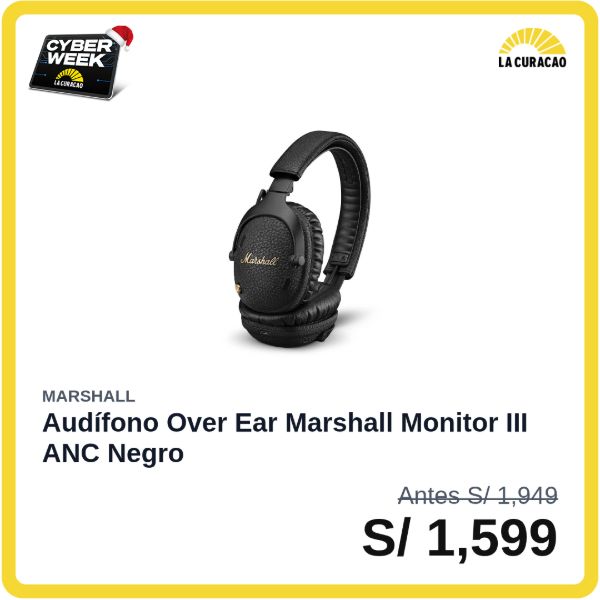 CYBER
WEEK
LA CURACAO
LA CURACAO
Marshall
MARSHALL
Audífono Over Ear Marshall Monitor III
ANC Negro
Antes S/ 1,949
S/ 1,599